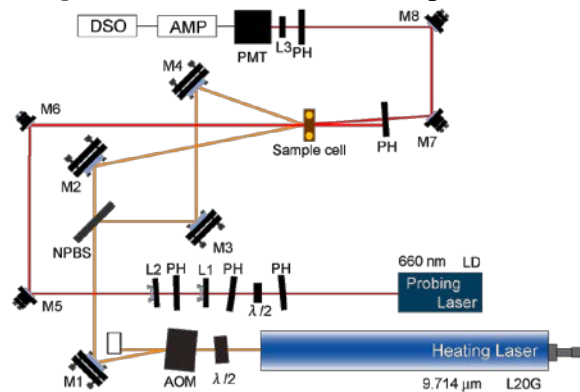 M8
DSO
AMP
PMT
L3
PH
M4
M6
Sample cell
PH
M7
M2
NPBS
M3
660 nm LD
L2
PH
L1
PH
λ/2
PH
Probing
Laser
M5
Heating Laser
M1
AOM
λ/2
9.714 μm L20G